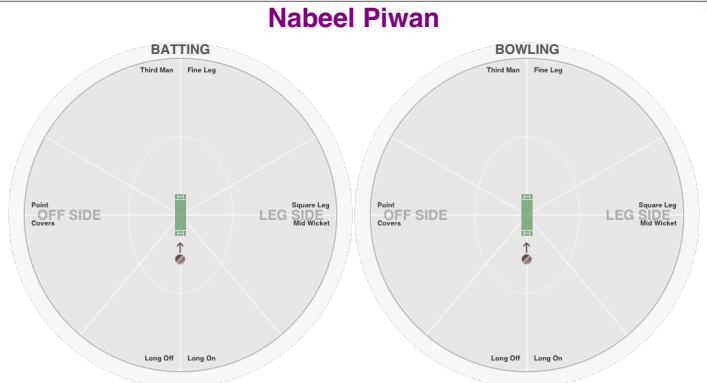 Nabeel Piwan
BATTING
Third Man Fine Leg
Point
OFF SIDE
Covers
Square Leg
LEG SIDE
Mid Wicket
Long Off Long On
BOWLING
Third Man Fine Leg
Point
OFF SIDE
Covers
Square Leg
LEG SIDE
Mid Wicket
Long Off Long On